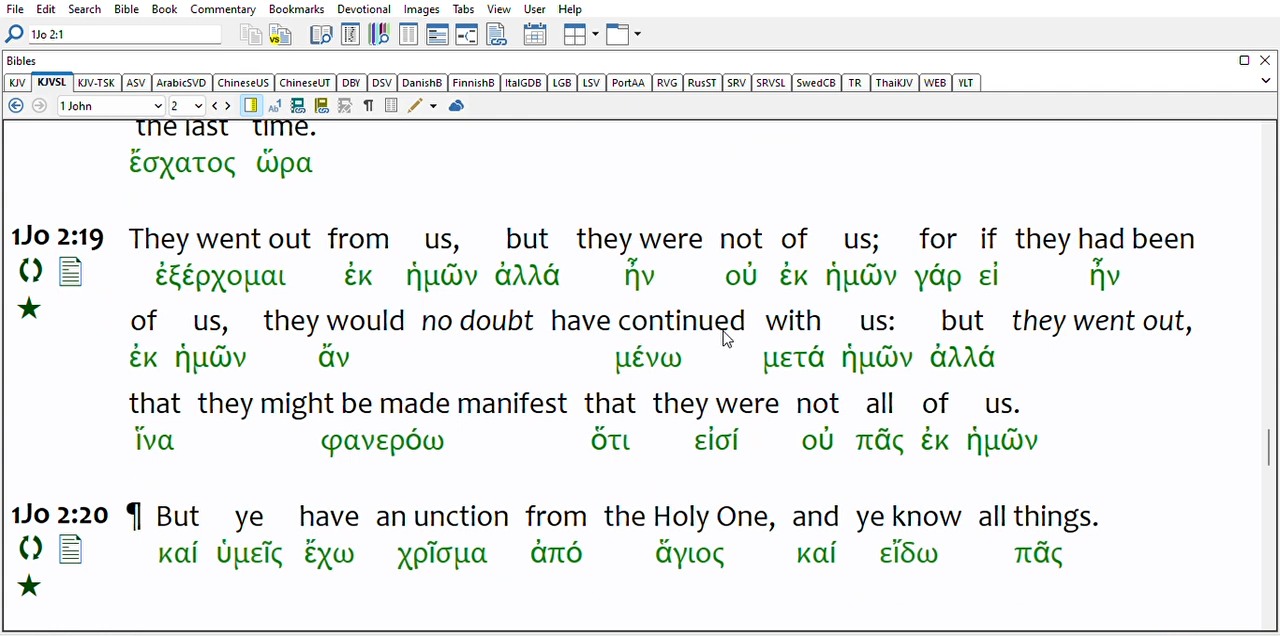 File Edit Search Bible Book Commentary Bookmarks Devotional Images Tabs View User Help
1Jo 2:1
VS
Bibles
KJV KJVSL KJV-TSK ASV ArabicSVD ChineseUS ChineseUT DBY DSV DanishB FinnishB ItalGDB LGB LSV PortAA RVG RusST SRV SRVSL SwedCB TR ThaiKJV WEB YLT
1 John 2 < > Ab¹ ¶
the last time.
ἔσχατος ὥρα
1Jo 2:19 They went out from us, but they were not of us; for if they had been
ἐξέρχομαι ἐκ ἡμῶν ἀλλά ἦν οὐ ἐκ ἡμῶν γάρ εἰ ἦν
of us, they would no doubt have continued with us: but they went out,
ἐκ ἡμῶν ἄν μένω μετά ἡμῶν ἀλλά
that they might be made manifest that they were not all of us.
ἵνα φανερόω ὅτι εἰσί οὐ πᾶς ἐκ ἡμῶν
1Jo 2:20 ¶ But ye have an unction from the Holy One, and ye know all things.
καί ὑμεῖς ἔχω χρῖσμα ἀπό ἅγιος καί εἴδω πᾶς